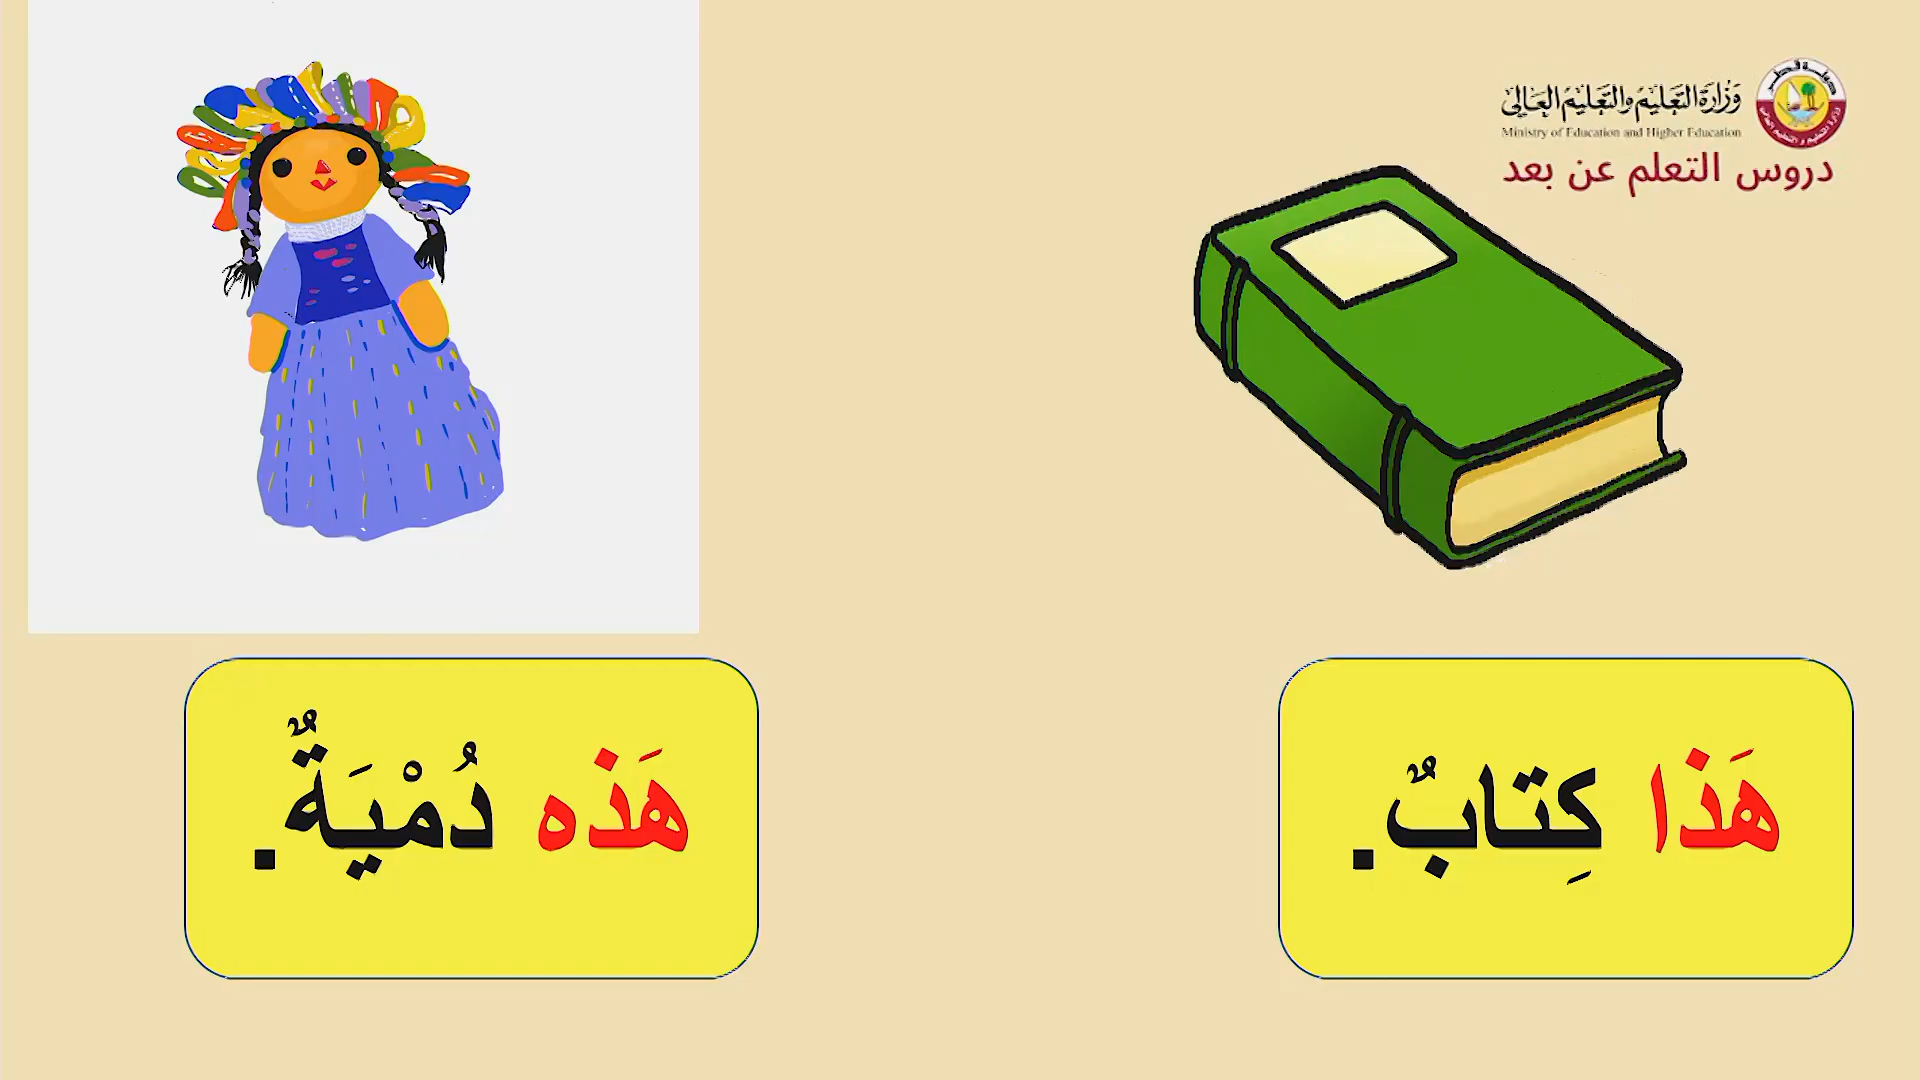 وزارة التعليم والتعليم العالي
Ministry of Education and Higher Education
دروس التعلم عن بعد
هَذا كِتابٌ.
هَذه دُمْيَةٌ.